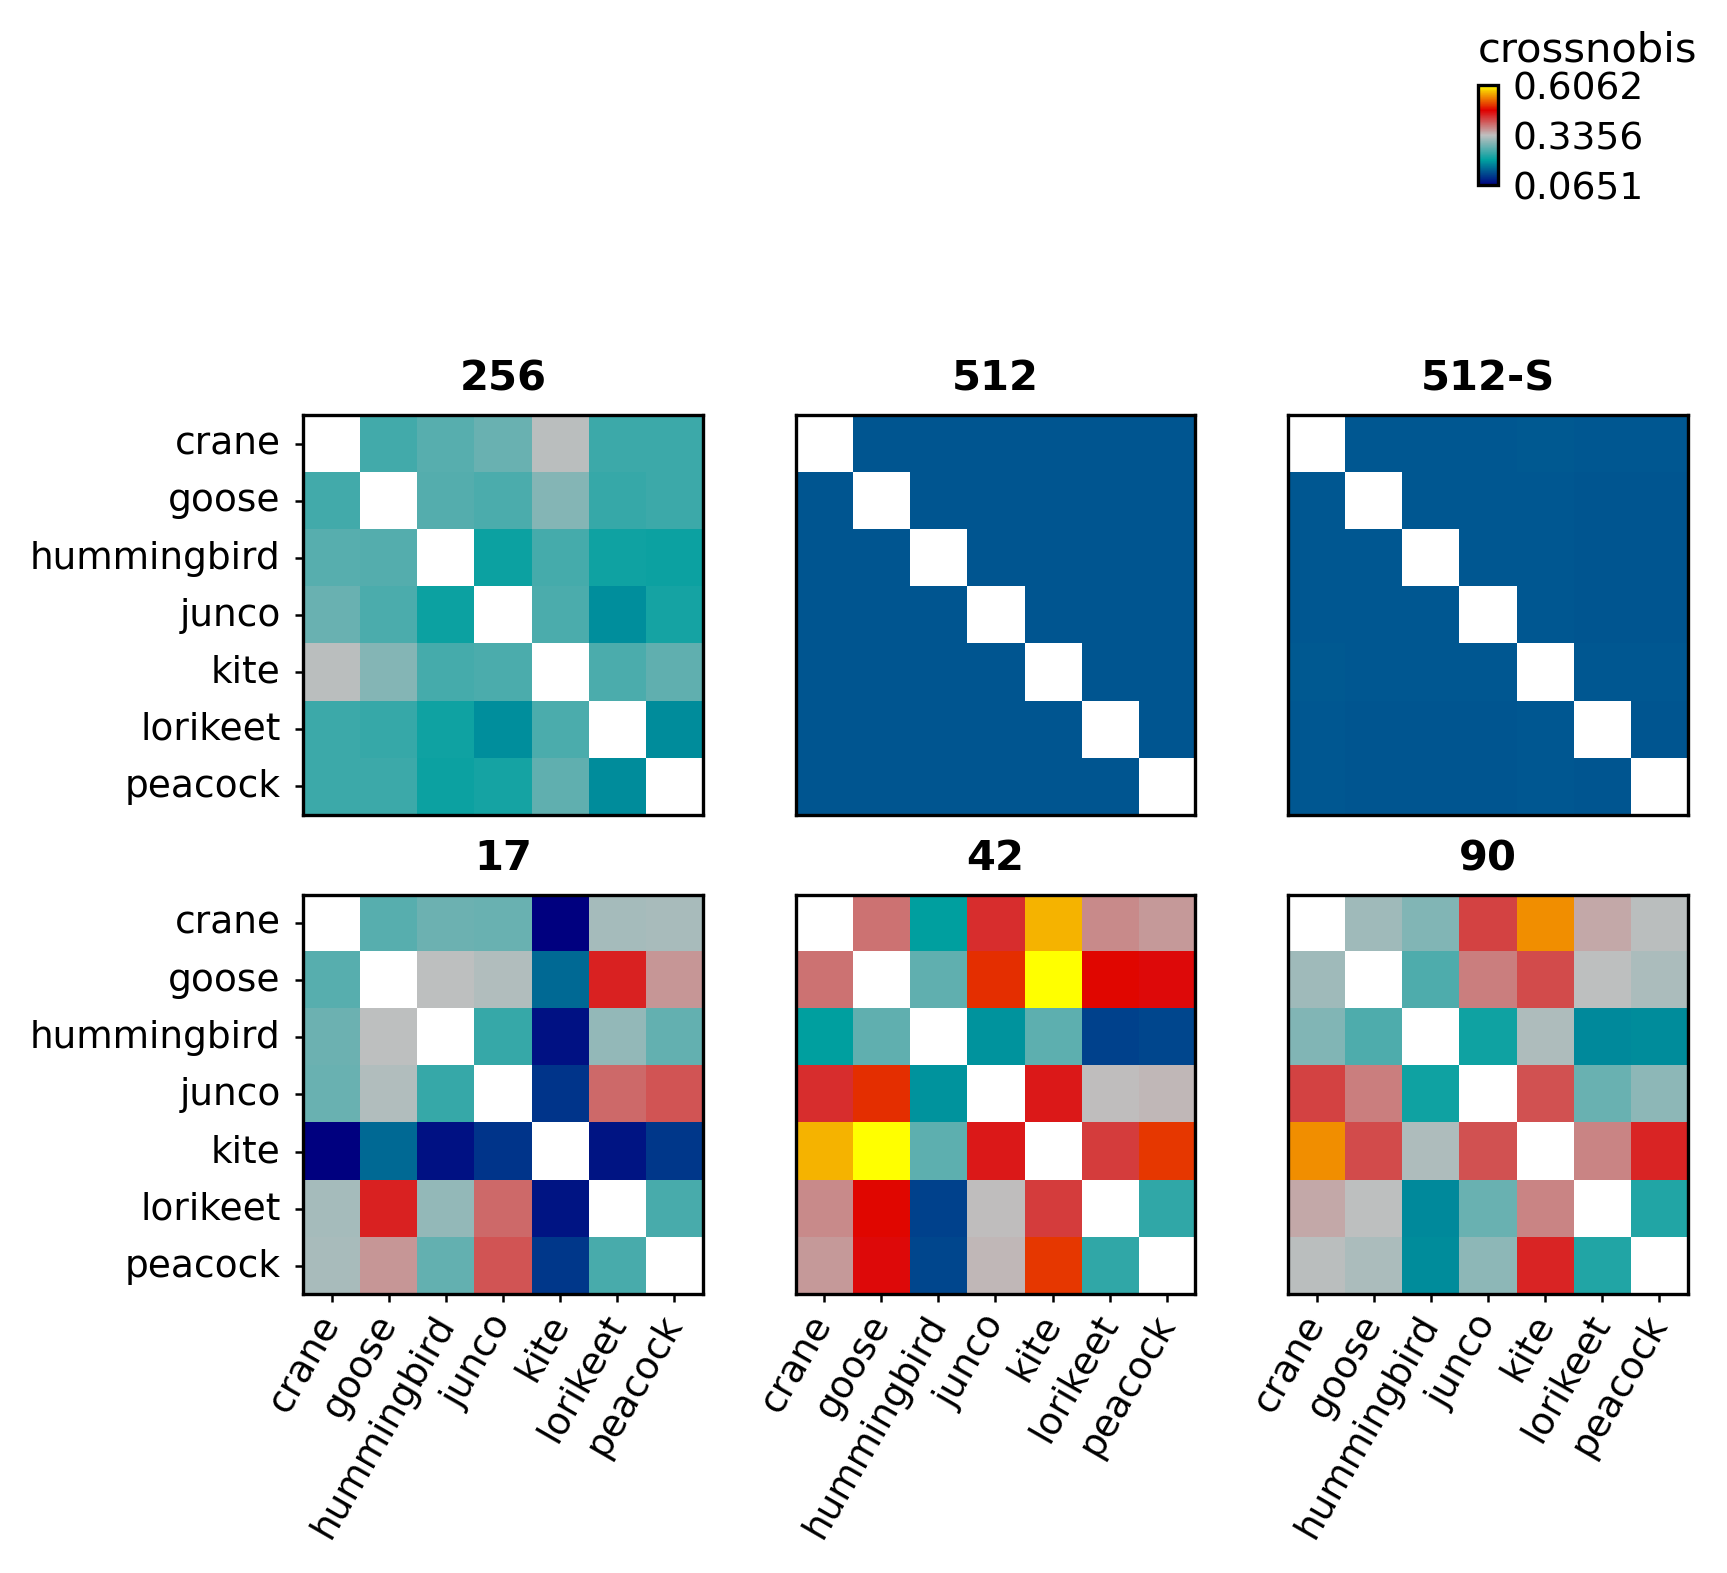 crossnobis
0.6062
0.3356
0.0651
256
512
512-S
crane
goose
hummingbird
junco
kite
lorikeet
peacock
17
42
90
crane
goose
hummingbird
junco
kite
lorikeet
peacock
crane
goose
hummingbird
junco
kite
lorikeet
peacock
crane
goose
hummingbird
junco
kite
lorikeet
peacock
crane
goose
hummingbird
junco
kite
lorikeet
peacock